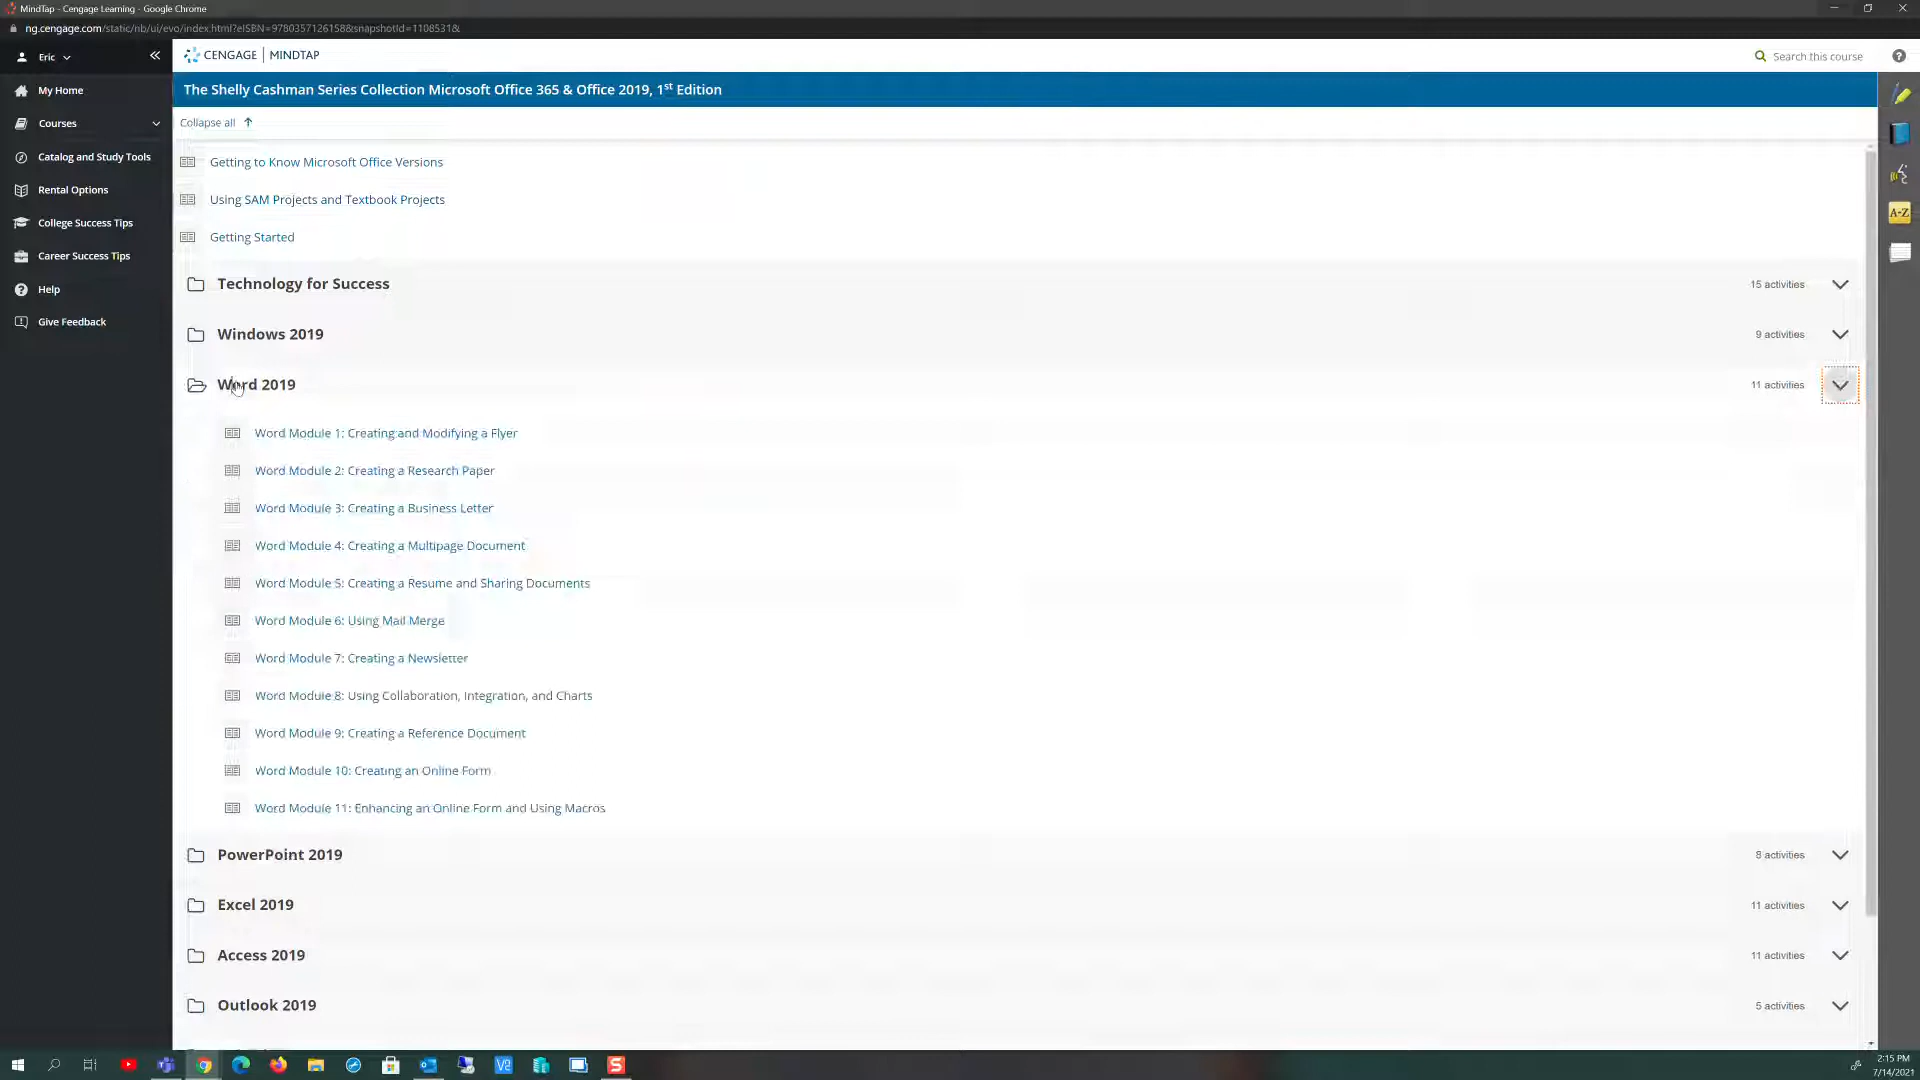 MindTap - Cengage Learning - Google Chrome
ng.cengage.com/static/nb/ui/evo/index.html?eISBN=9780357126158&snapshotId=1108531&
Eric
CENGAGE | MINDTAP
Search this course
My Home
The Shelly Cashman Series Collection Microsoft Office 365 & Office 2019, 1st Edition
Courses
Collapse all
Catalog and Study Tools
Getting to Know Microsoft Office Versions
Rental Options
Using SAM Projects and Textbook Projects
College Success Tips
Getting Started
Career Success Tips
Help
Technology for Success
15 activities
Give Feedback
Windows 2019
9 activities
Word 2019
11 activities
Word Module 1: Creating and Modifying a Flyer
Word Module 2: Creating a Research Paper
Word Module 3: Creating a Business Letter
Word Module 4: Creating a Multipage Document
Word Module 5: Creating a Resume and Sharing Documents
Word Module 6: Using Mail Merge
Word Module 7: Creating a Newsletter
Word Module 8: Using Collaboration, Integration, and Charts
Word Module 9: Creating a Reference Document
Word Module 10: Creating an Online Form
Word Module 11: Enhancing an Online Form and Using Macros
PowerPoint 2019
8 activities
Excel 2019
11 activities
Access 2019
11 activities
Outlook 2019
5 activities
A-Z
2:15 PM
7/14/2021